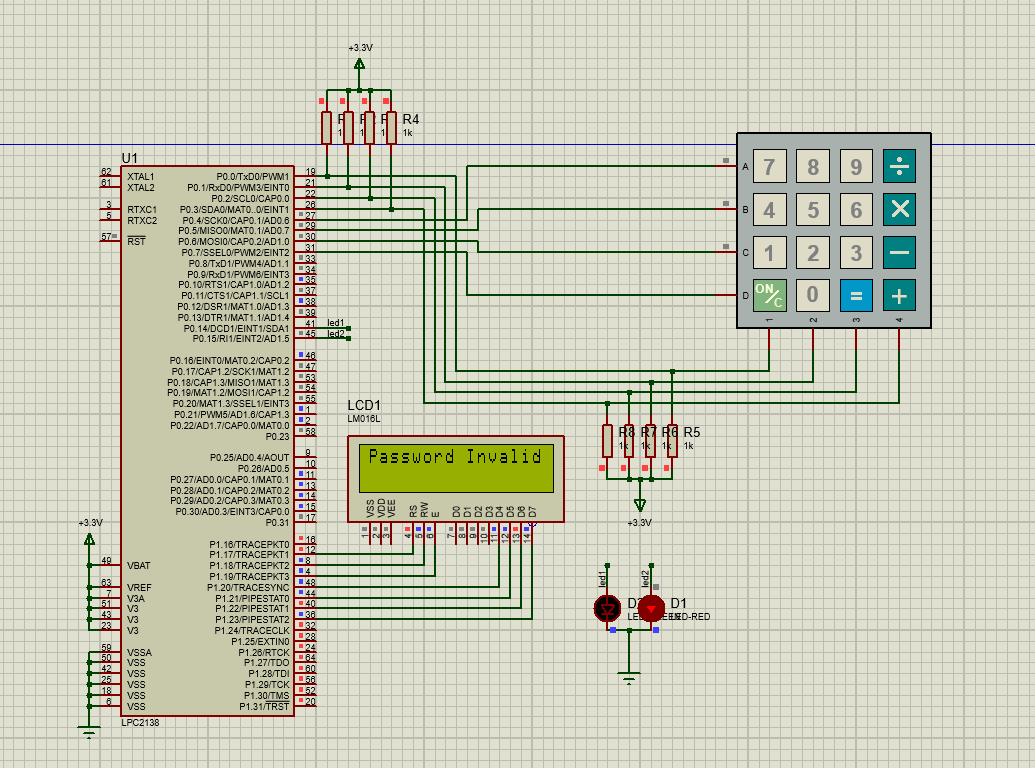 +3.3V
R4
1k
U1
62 XTAL1
61 XTAL2
3 RTXC1
5 RTXC2
57 RST
P0.0/TxD0/PWM1 19
P0.1/RxD0/PWM3/EINT0 21
P0.2/SCL0/CAP0.0 22
P0.3/SDA0/MAT0..0/EINT1 26
P0.4/SCK0/CAP0.1/AD0.6 27
P0.5/MISO0/MAT0.1/AD0.7 29
P0.6/MOSI0/CAP0.2/AD1.0 30
P0.7/SSEL0/PWM2/EINT2 31
P0.8/TxD1/PWM4/AD1.1 33
P0.9/RxD1/PWM6/EINT3 34
P0.10/RTS1/CAP1.0/AD1.2 35
P0.11/CTS1/CAP1.1/SCL1 37
P0.12/DSR1/MAT1.0/AD1.3 38
P0.13/DTR1/MAT1.1/AD1.4 39
P0.14/DCD1/EINT1/SDA1 41 led1
P0.15/RI1/EINT2/AD1.5 45 led2
P0.16/EINT0/MAT0.2/CAP0.2 46
P0.17/CAP1.2/SCK1/MAT1.2 47
P0.18/CAP1.3/MISO1/MAT1.3 53
P0.19/MAT1.2/MOSI1/CAP1.2 54
P0.20/MAT1.3/SSEL1/EINT3 55
P0.21/PWM5/AD1.6/CAP1.3 1
P0.22/AD1.7/CAP0.0/MAT0.0 2
P0.23 58
P0.25/AD0.4/AOUT 9
P0.26/AD0.5 10
P0.27/AD0.0/CAP0.1/MAT0.1 11
P0.28/AD0.1/CAP0.2/MAT0.2 13
P0.29/AD0.2/CAP0.3/MAT0.3 14
P0.30/AD0.3/EINT3/CAP0.0 15
P0.31 17
P1.16/TRACEPKT0 16
P1.17/TRACEPKT1 12
P1.18/TRACEPKT2 8
P1.19/TRACEPKT3 4
P1.20/TRACESYNC 48
P1.21/PIPESTAT0 44
P1.22/PIPESTAT1 40
P1.23/PIPESTAT2 36
P1.24/TRACECLK 32
P1.25/EXTIN0 28
P1.26/RTCK 24
P1.27/TDO 64
P1.28/TDI 60
P1.29/TCK 56
P1.30/TMS 52
P1.31/TRST 20
+3.3V
49 VBAT
63 VREF
7 V3A
51 V3
43 V3
23 V3
59 VSSA
50 VSS
42 VSS
25 VSS
18 VSS
6 VSS
LPC2138
LCD1
LM016L
Password Invalid
VSS VDD VEE RS RW E D0 D1 D2 D3 D4 D5 D6 D7
1 2 3 4 5 6 7 8 9 10 11 12 13 14
A 7 8 9 ÷
B 4 5 6 ×
C 1 2 3 −
D ON/C 0 = +
1 2 3 4
R8 R7 R6 R5
1k 1k 1k 1k
+3.3V
led1 led2
D1
LED-RED